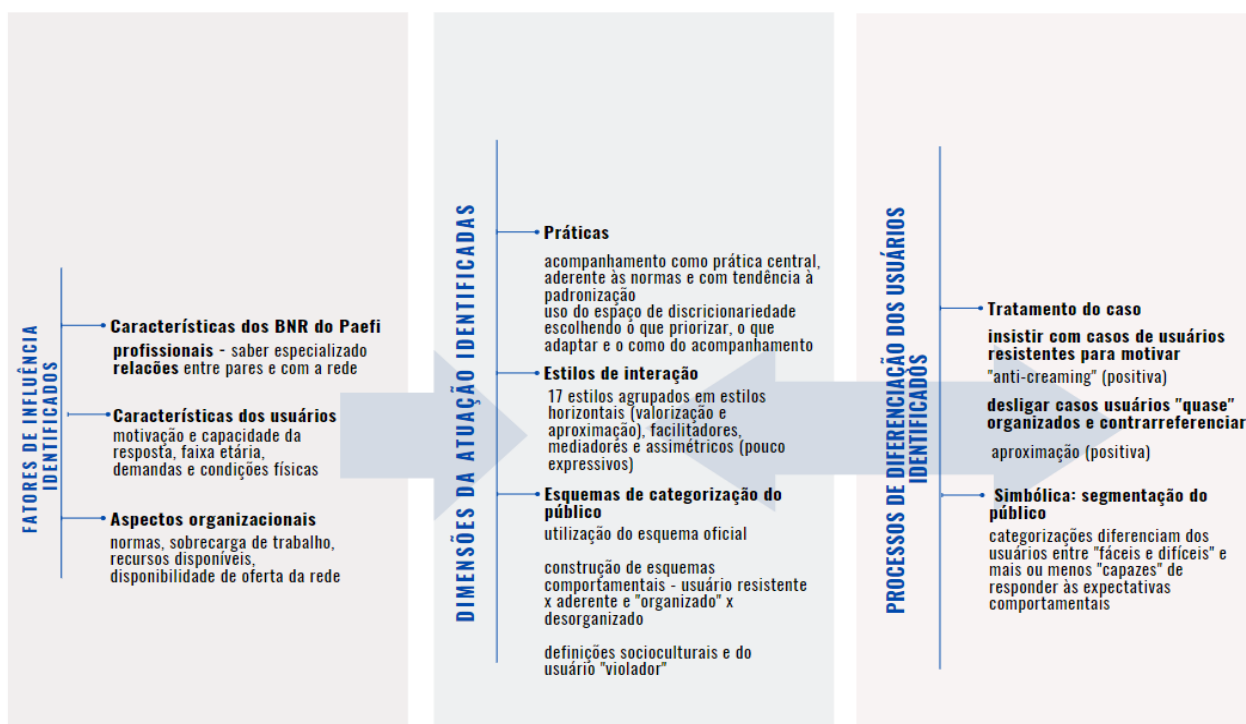 FATORES DE INFLUÊNCIA
IDENTIFICADOS
Características dos BNR do Paefi
profissionais - saber especializado
relações entre pares e com a rede
Características dos usuários
motivação e capacidade da
resposta, faixa etária,
demandas e condições físicas
Aspectos organizacionais
normas, sobrecarga de trabalho,
recursos disponíveis,
disponibilidade de oferta da rede
DIMENSÕES DA ATUAÇÃO IDENTIFICADAS
Práticas
acompanhamento como prática central,
aderente às normas e com tendência à
padronização
uso do espaço de discricionariedade
escolhendo o que priorizar, o que
adaptar e o como do acompanhamento
Estilos de interação
17 estilos agrupados em estilos
horizontais (valorização e
aproximação), facilitadores,
mediadores e assimétricos (pouco
expressivos)
Esquemas de categorização do
público
utilização do esquema oficial
construção de esquemas
comportamentais - usuário resistente
x aderente e "organizado" x
desorganizado
definições socioculturais e do
usuário "violador"
PROCESSOS DE DIFERENCIAÇÃO DOS USUÁRIOS
IDENTIFICADOS
Tratamento do caso
insistir com casos de usuários
resistentes para motivar
"anti-creaming" (positiva)
desligar casos usuários "quase"
organizados e contrarreferenciar
aproximação (positiva)
Simbólica: segmentação do
público
categorizações diferenciam dos
usuários entre "fáceis e difíceis" e
mais ou menos "capazes" de
responder às expectativas
comportamentais